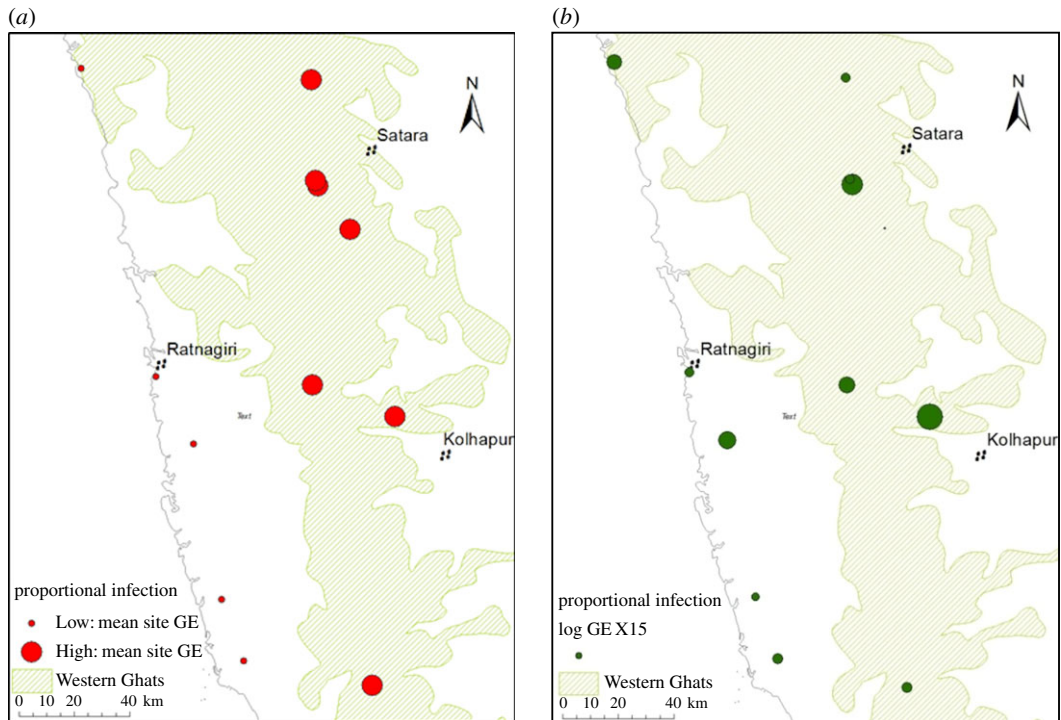 (a)
N
Satara
Ratnagiri
Text
Kolhapur
proportional infection
Low: mean site GE
High: mean site GE
Western Ghats
0 10 20 40 km
(b)
N
Satara
Ratnagiri
Text
Kolhapur
proportional infection
log GE X15
Western Ghats
0 10 20 40 km